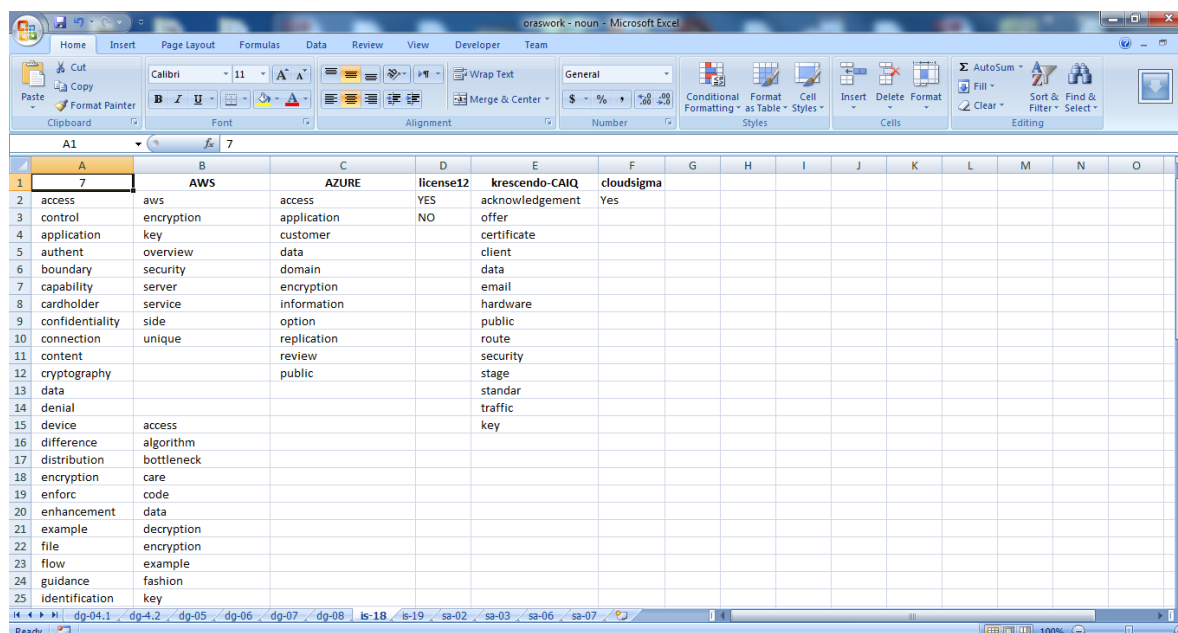 oraswork - noun - Microsoft Excel
Home Insert Page Layout Formulas Data Review View Developer Team
Cut
Copy
Format Painter
Paste
Clipboard
Calibri 11
B I U
Font
Wrap Text
Merge & Center
Alignment
General
$ % ,
Number
Conditional Formatting Format as Table Cell Styles
Styles
Insert Delete Format
Cells
AutoSum
Fill
Clear
Sort & Filter Find & Select
Editing
A1 fx 7
A B C D E F G H I J K L M N O
1 7 AWS AZURE license12 krescendo-CAIQ cloudsigma
2 access aws access YES acknowledgement Yes
3 control encryption application NO offer
4 application key customer certificate
5 authent overview data client
6 boundary security domain data
7 capability server encryption email
8 cardholder service information hardware
9 confidentiality side option public
10 connection unique replication route
11 content review security
12 cryptography public stage
13 data standar
14 denial traffic
15 device access key
16 difference algorithm
17 distribution bottleneck
18 encryption care
19 enforc code
20 enhancement data
21 example decryption
22 file encryption
23 flow example
24 guidance fashion
25 identification key
dg-04.1 dg-4.2 dg-05 dg-06 dg-07 dg-08 is-18 is-19 sa-02 sa-03 sa-06 sa-07
Ready 100%